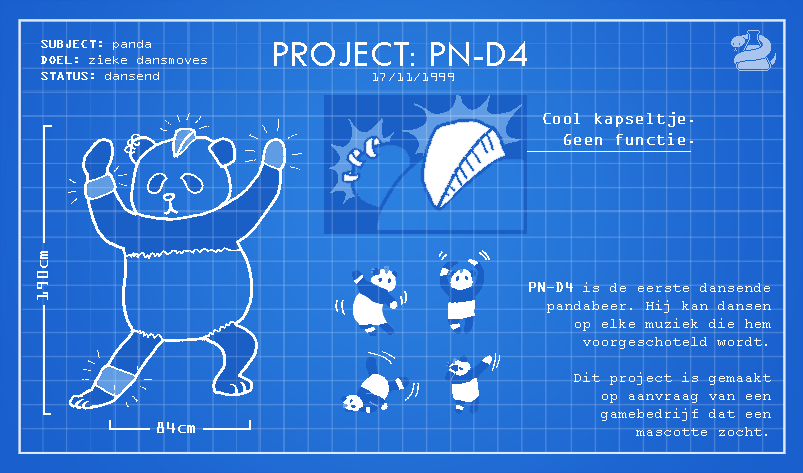 SUBJECT: panda
DOEL: zieke dansmoves
STATUS: dansend
PROJECT: PN-D4
17/11/1999
Cool kapseltje.
Geen functie.
190cm
84cm
PN-D4 is de eerste dansende
pandabeer. Hij kan dansen
op elke muziek die hem
voorgeschoteld wordt.
Dit project is gemaakt
op aanvraag van een
gamebedrijf dat een
mascotte zocht.